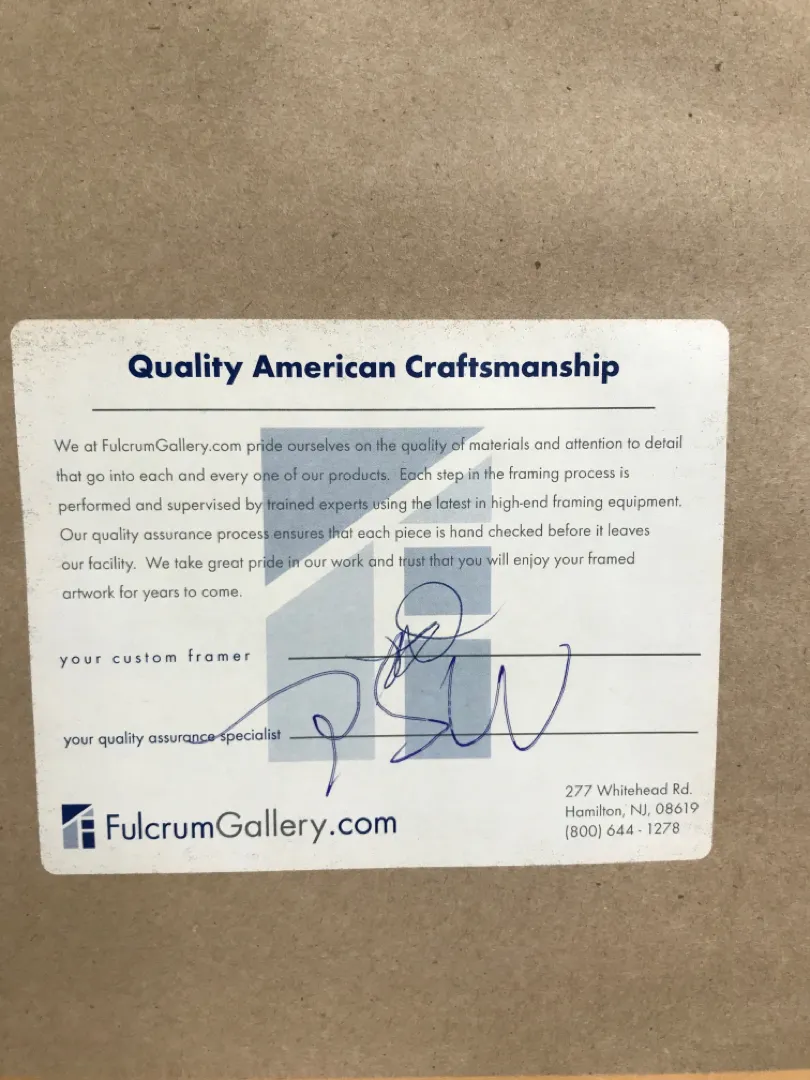 Quality American Craftsmanship
We at FulcrumGallery.com pride ourselves on the quality of materials and attention to detail
that go into each and every one of our products. Each step in the framing process is
performed and supervised by trained experts using the latest in high-end framing equipment.
Our quality assurance process ensures that each piece is hand checked before it leaves
our facility. We take great pride in our work and trust that you will enjoy your framed
artwork for years to come.
your custom framer
your quality assurance specialist
FulcrumGallery.com
277 Whitehead Rd.
Hamilton, NJ, 08619
(800) 644 - 1278